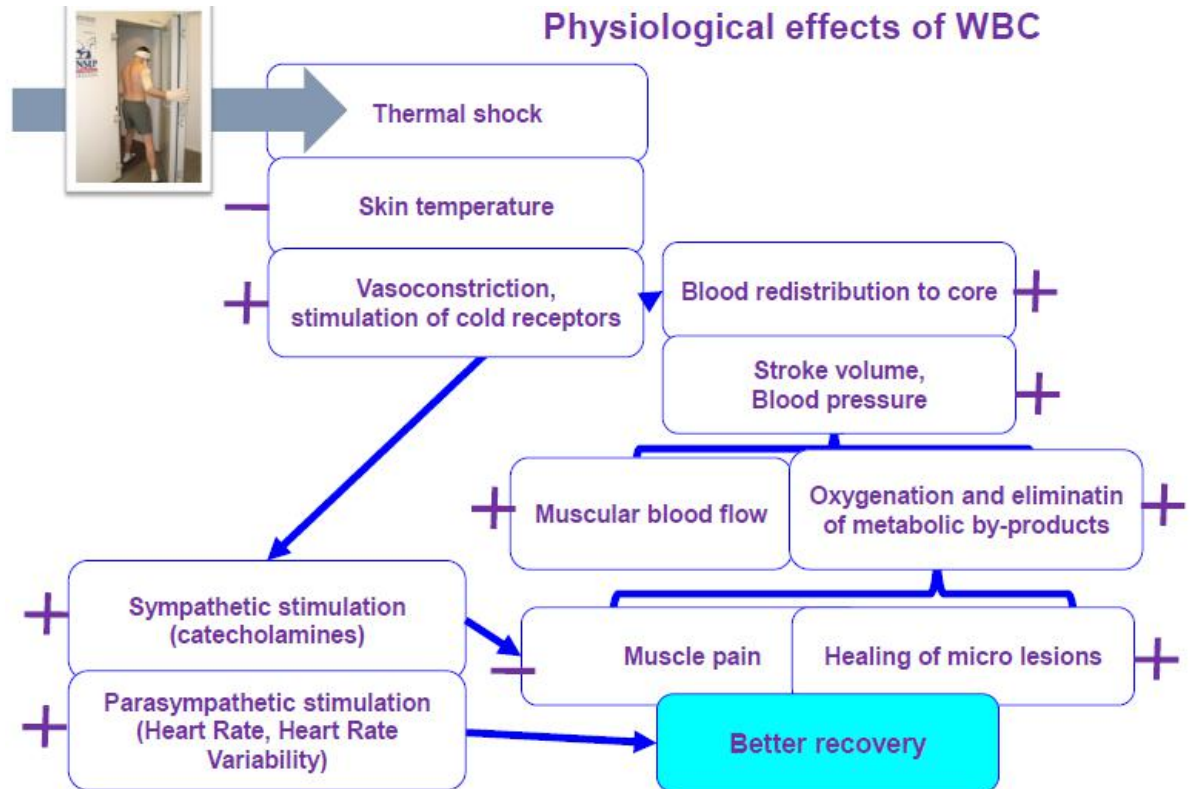 Physiological effects of WBC
Thermal shock
Skin temperature
Vasoconstriction,
stimulation of cold receptors
Blood redistribution to core
Stroke volume,
Blood pressure
Muscular blood flow
Oxygenation and eliminatin
of metabolic by-products
Sympathetic stimulation
(catecholamines)
Muscle pain
Healing of micro lesions
Parasympathetic stimulation
(Heart Rate, Heart Rate
Variability)
Better recovery